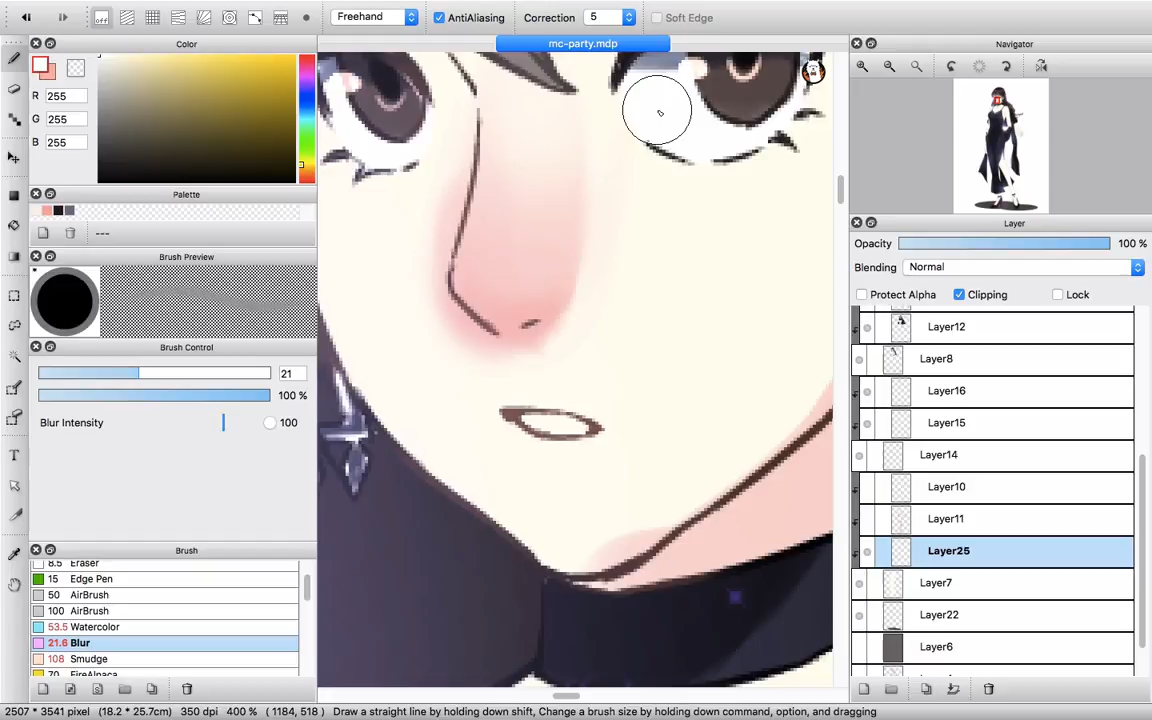 off
Freehand
AntiAliasing
Correction
5
Soft Edge
Color
mc-party.mdp
Navigator
R 255
G 255
B 255
Palette
---
Brush Preview
Brush Control
21
100 %
Blur Intensity
100
Brush
8.5 Eraser
15 Edge Pen
50 AirBrush
100 AirBrush
53.5 Watercolor
21.6 Blur
108 Smudge
70 FireAlpaca
Layer
Opacity
100 %
Blending
Normal
Protect Alpha
Clipping
Lock
Layer12
Layer8
Layer16
Layer15
Layer14
Layer10
Layer11
Layer25
Layer7
Layer22
Layer6
T
2507 * 3541 pixel (18.2 * 25.7cm) 350 dpi 400 % ( 1184, 518 ) Draw a straight line by holding down shift, Change a brush size by holding down command, option, and dragging